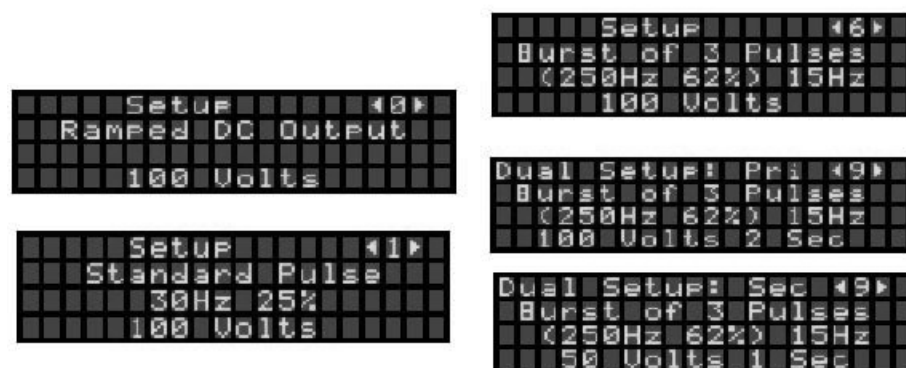 Setup ◀0▶
Ramped DC Output
100 Volts
Setup ◀1▶
Standard Pulse
30Hz 25%
100 Volts
Setup ◀6▶
Burst of 3 Pulses
(250Hz 62%) 15Hz
100 Volts
Dual Setup: Pri ◀9▶
Burst of 3 Pulses
(250Hz 62%) 15Hz
100 Volts 2 Sec
Dual Setup: Sec ◀9▶
Burst of 3 Pulses
(250Hz 62%) 15Hz
50 Volts 1 Sec